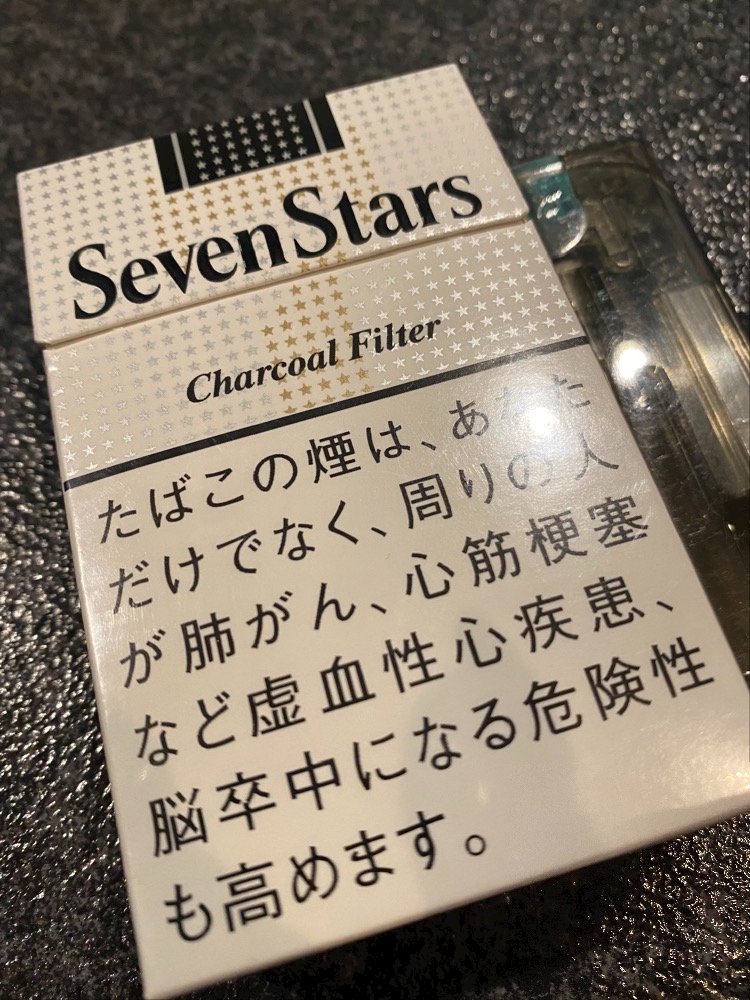 SevenStars
Charcoal Filter
たばこの煙は、あなた
だけでなく、周りの人
が肺がん、心筋梗塞
など虚血性心疾患、
脳卒中になる危険性
も高めます。